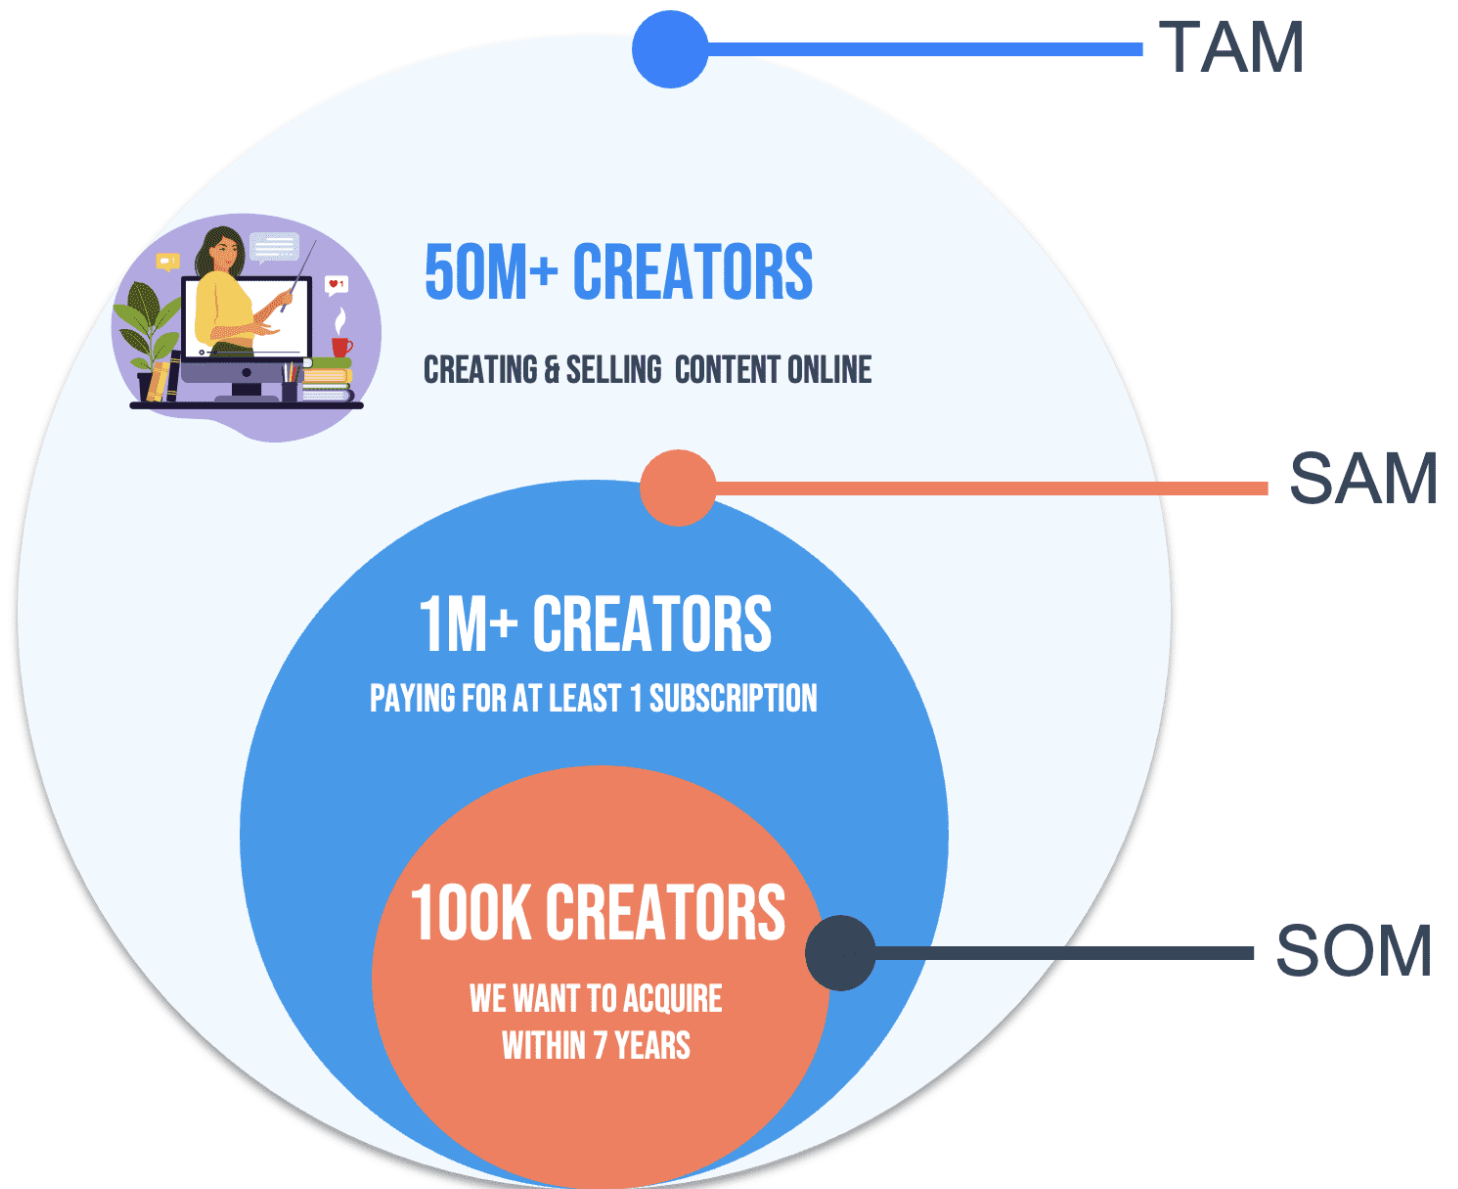 TAM
50M+ CREATORS
CREATING & SELLING CONTENT ONLINE
SAM
1M+ CREATORS
PAYING FOR AT LEAST 1 SUBSCRIPTION
100K CREATORS
SOM
WE WANT TO ACQUIRE
WITHIN 7 YEARS